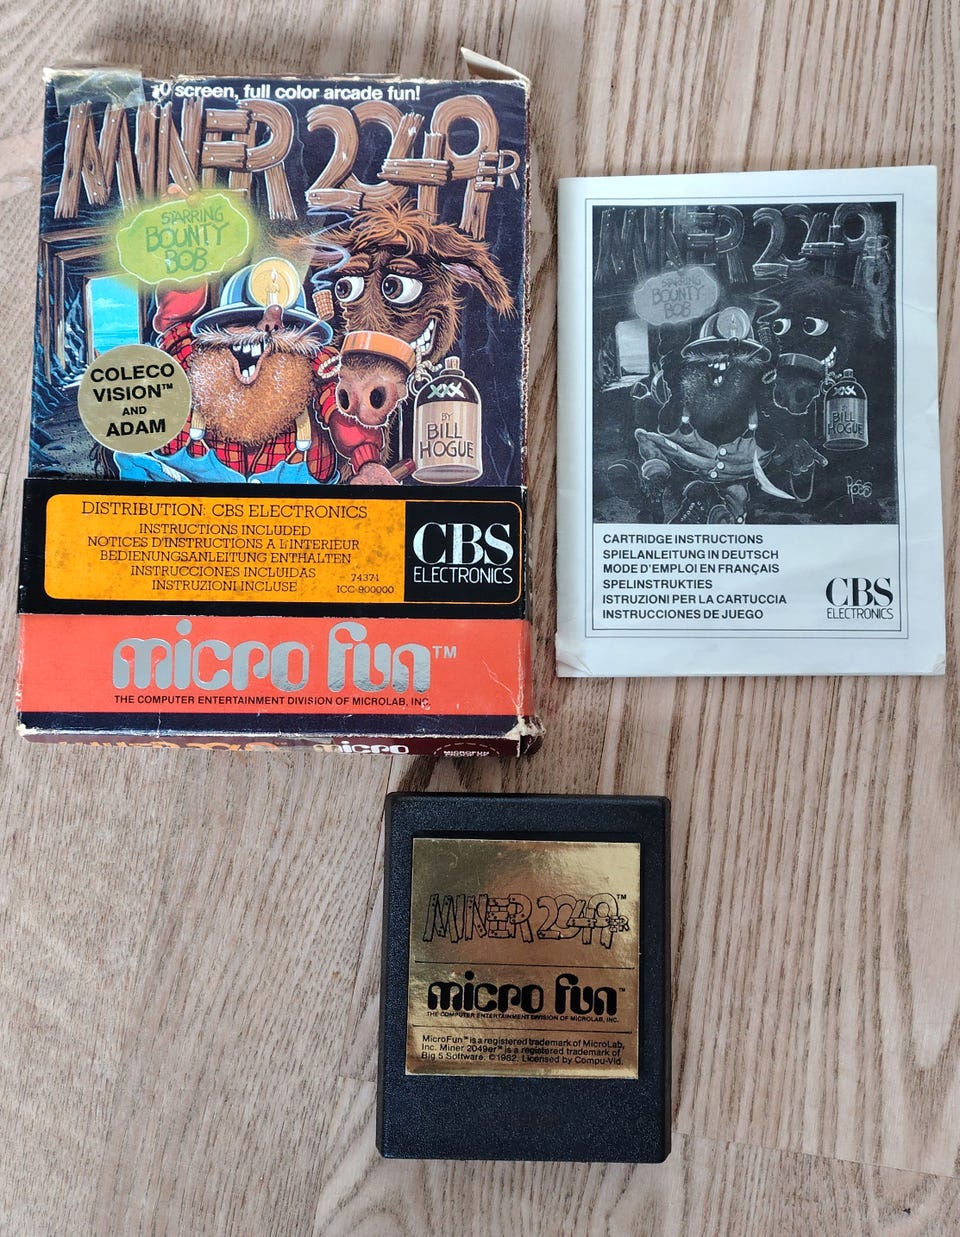 10 screen, full color arcade fun!
MINER 2049ER
STARRING
BOUNTY
BOB
COLECO
VISION™
AND
ADAM
XXX
BY
BILL
HOGUE
DISTRIBUTION: CBS ELECTRONICS
INSTRUCTIONS INCLUDED
NOTICES D'INSTRUCTIONS A L'INTERIEUR
BEDIENUNGSANLEITUNG ENTHALTEN
INSTRUCCIONES INCLUIDAS
INSTRUZIONI INCLUSE
74371
ICC-900000
CBS
ELECTRONICS
micro fun™
THE COMPUTER ENTERTAINMENT DIVISION OF MICROLAB, INC.
micro
MINER 2049ER
STARRING
BOUNTY
BOB
XXX
BY
BILL
HOGUE
CARTRIDGE INSTRUCTIONS
SPIELANLEITUNG IN DEUTSCH
MODE D'EMPLOI EN FRANÇAIS
SPELINSTRUKTIES
ISTRUZIONI PER LA CARTUCCIA
INSTRUCCIONES DE JUEGO
CBS
ELECTRONICS
MINER 2049ER™
micro fun™
THE COMPUTER ENTERTAINMENT DIVISION OF MICROLAB, INC.
MicroFun™ is a registered trademark of MicroLab,
Inc. Miner 2049er™ is a registered trademark of
Big 5 Software. ©1982. Licensed by Compu-Vid.